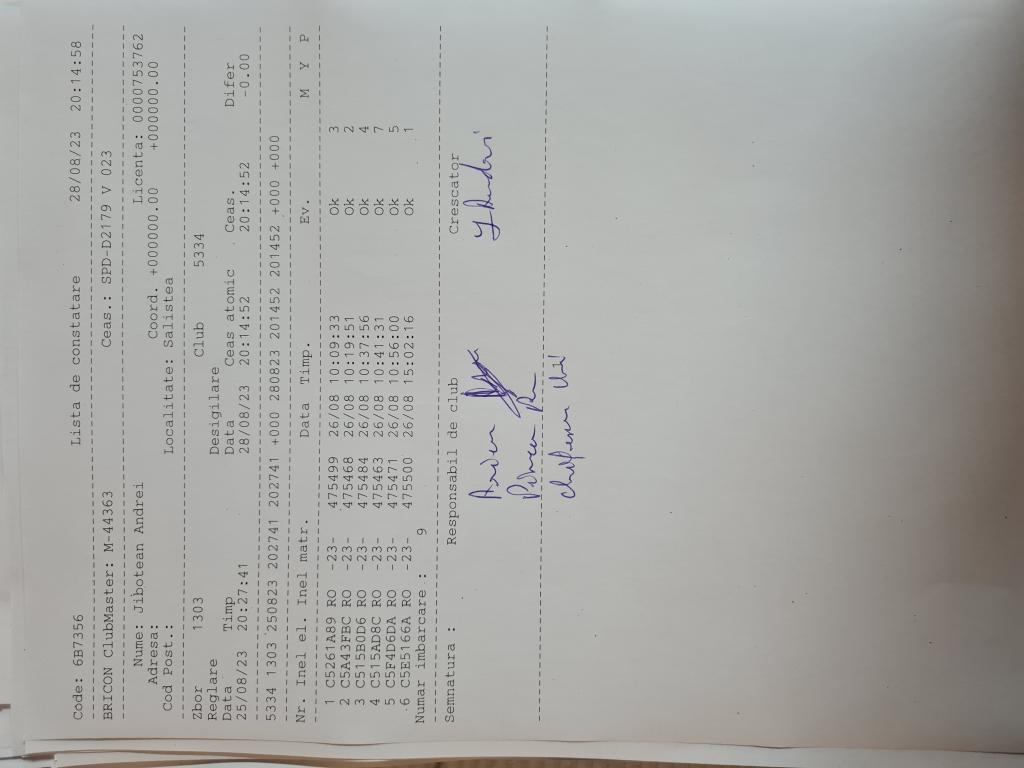 Code: 6B7356 Lista de constatare 28/08/23 20:14:58
BRICON ClubMaster: M-44363 Ceas.: SPD-D2179 V 023
Nume: Jibotean Andrei Licenta: 0000753762
Adresa: Coord. +000000.00 +000000.00
Cod Post.: Localitate: Salistea
Zbor 1303 Club 5334
Reglare Desigilare
Data Timp Data Ceas atomic Ceas. Difer
25/08/23 20:27:41 28/08/23 20:14:52 20:14:52 -0.00
5334 1303 250823 202741 202741 +000 280823 201452 201452 +000 +000
Nr. Inel el. Inel matr. Data Timp. Ev. M Y P
1 C5261A89 RO -23- 475499 26/08 10:09:33 Ok 3
2 C5A43FBC RO -23- 475468 26/08 10:19:51 Ok 2
3 C515B0D6 RO -23- 475484 26/08 10:37:56 Ok 4
4 C515AD8C RO -23- 475463 26/08 10:41:31 Ok 7
5 C5F4D6DA RO -23- 475471 26/08 10:56:00 Ok 5
6 C5E5166A RO -23- 475500 26/08 15:02:16 Ok 1
Numar imbarcare : 9
Semnatura : Responsabil de club Crescator